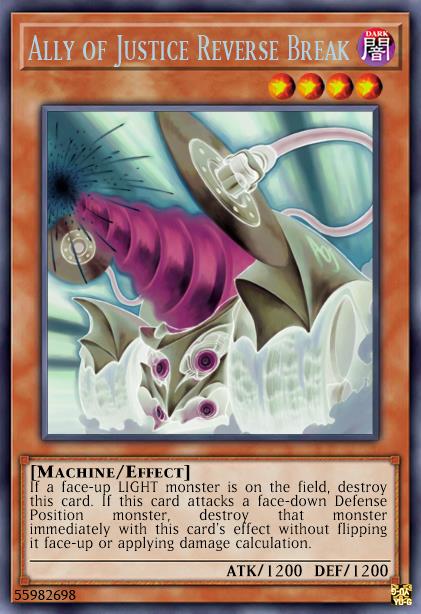 ALLY OF JUSTICE REVERSE BREAK
DARK
闇
AOJ
[MACHINE/EFFECT]
If a face-up LIGHT monster is on the field, destroy
this card. If this card attacks a face-down Defense
Position monster, destroy that monster
immediately with this card's effect without flipping
it face-up or applying damage calculation.
ATK/1200 DEF/1200
55982698